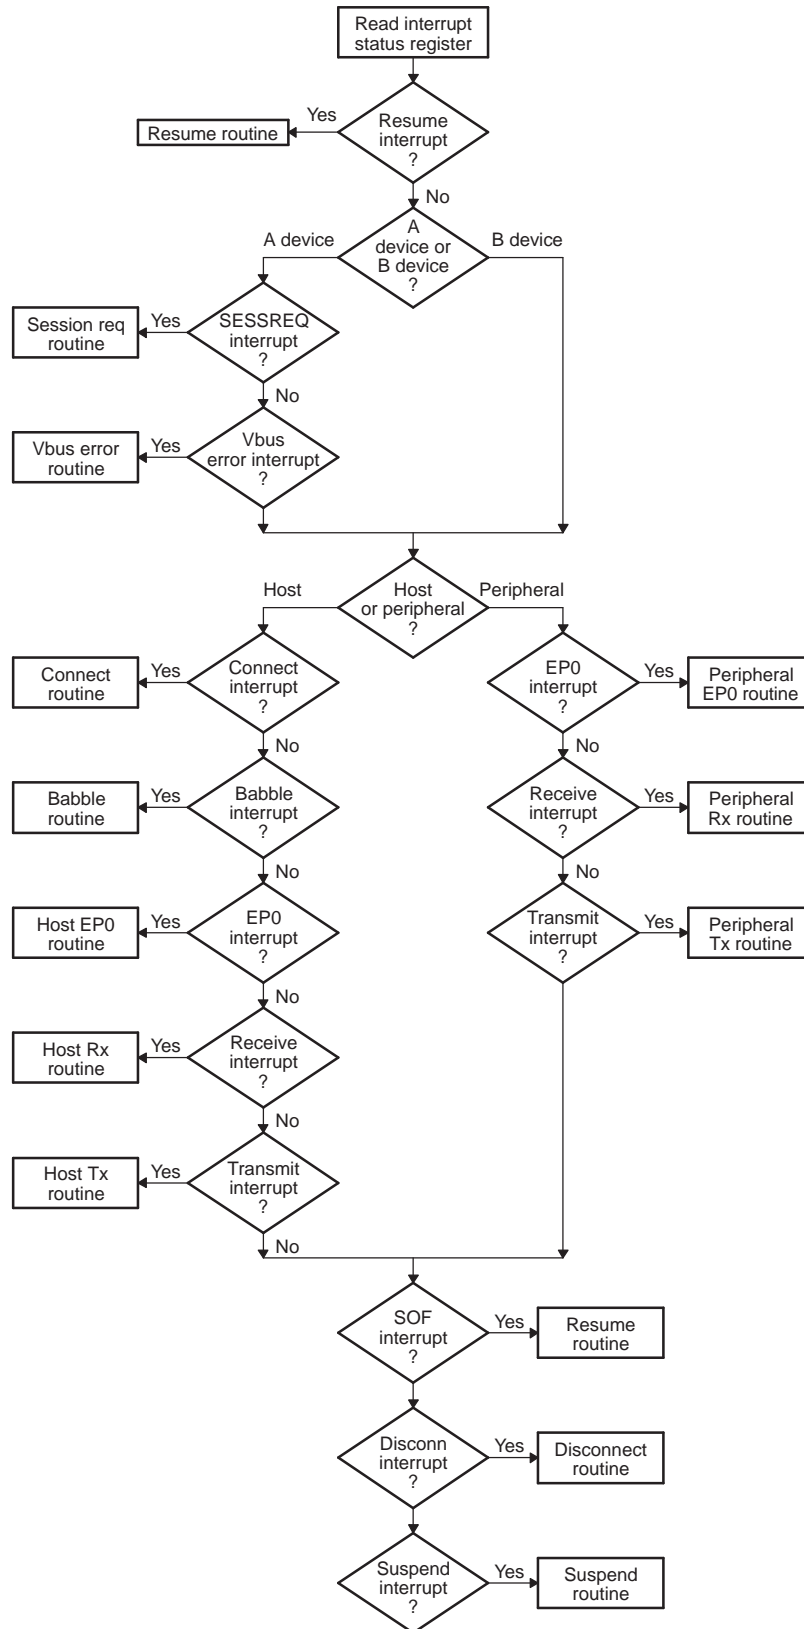 Read interrupt
status register
Yes
Resume
interrupt
?
Resume routine
No
A
device or
B device
?
A device
B device
SESSREQ
interrupt
?
Yes
Session req
routine
No
Vbus
error interrupt
?
Yes
Vbus error
routine
Host
or peripheral
?
Host
Peripheral
Connect
interrupt
?
Yes
Connect
routine
EP0
interrupt
?
Yes
Peripheral
EP0 routine
No
No
Babble
interrupt
?
Yes
Babble
routine
Receive
interrupt
?
Yes
Peripheral
Rx routine
No
No
EP0
interrupt
?
Yes
Host EP0
routine
Transmit
interrupt
?
Yes
Peripheral
Tx routine
No
Receive
interrupt
?
Yes
Host Rx
routine
No
Transmit
interrupt
?
Yes
Host Tx
routine
No
SOF
interrupt
?
Yes
Resume
routine
Disconn
interrupt
?
Yes
Disconnect
routine
Suspend
interrupt
?
Yes
Suspend
routine